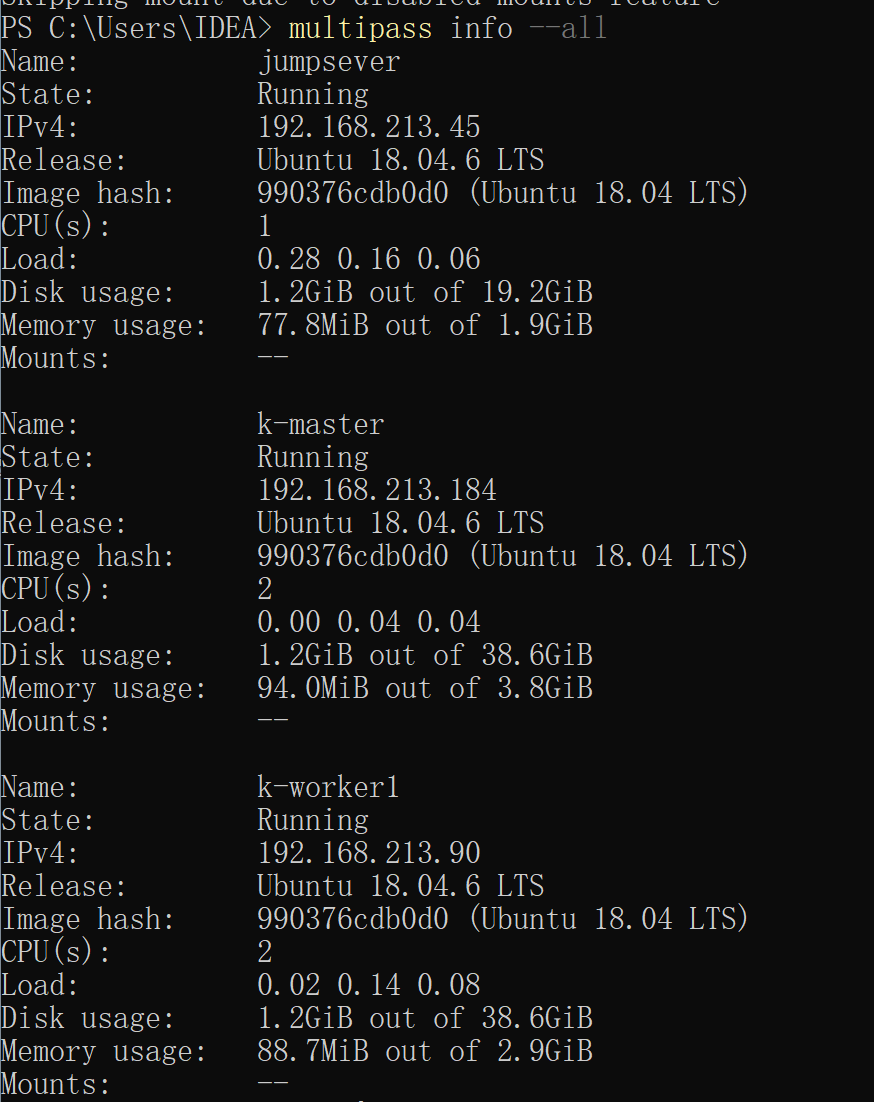 Skipping mount due to disabled mounts feature
PS C:\Users\IDEA> multipass info --all
Name: jumpsever
State: Running
IPv4: 192.168.213.45
Release: Ubuntu 18.04.6 LTS
Image hash: 990376cdb0d0 (Ubuntu 18.04 LTS)
CPU(s): 1
Load: 0.28 0.16 0.06
Disk usage: 1.2GiB out of 19.2GiB
Memory usage: 77.8MiB out of 1.9GiB
Mounts: --
Name: k-master
State: Running
IPv4: 192.168.213.184
Release: Ubuntu 18.04.6 LTS
Image hash: 990376cdb0d0 (Ubuntu 18.04 LTS)
CPU(s): 2
Load: 0.00 0.04 0.04
Disk usage: 1.2GiB out of 38.6GiB
Memory usage: 94.0MiB out of 3.8GiB
Mounts: --
Name: k-worker1
State: Running
IPv4: 192.168.213.90
Release: Ubuntu 18.04.6 LTS
Image hash: 990376cdb0d0 (Ubuntu 18.04 LTS)
CPU(s): 2
Load: 0.02 0.14 0.08
Disk usage: 1.2GiB out of 38.6GiB
Memory usage: 88.7MiB out of 2.9GiB
Mounts: --